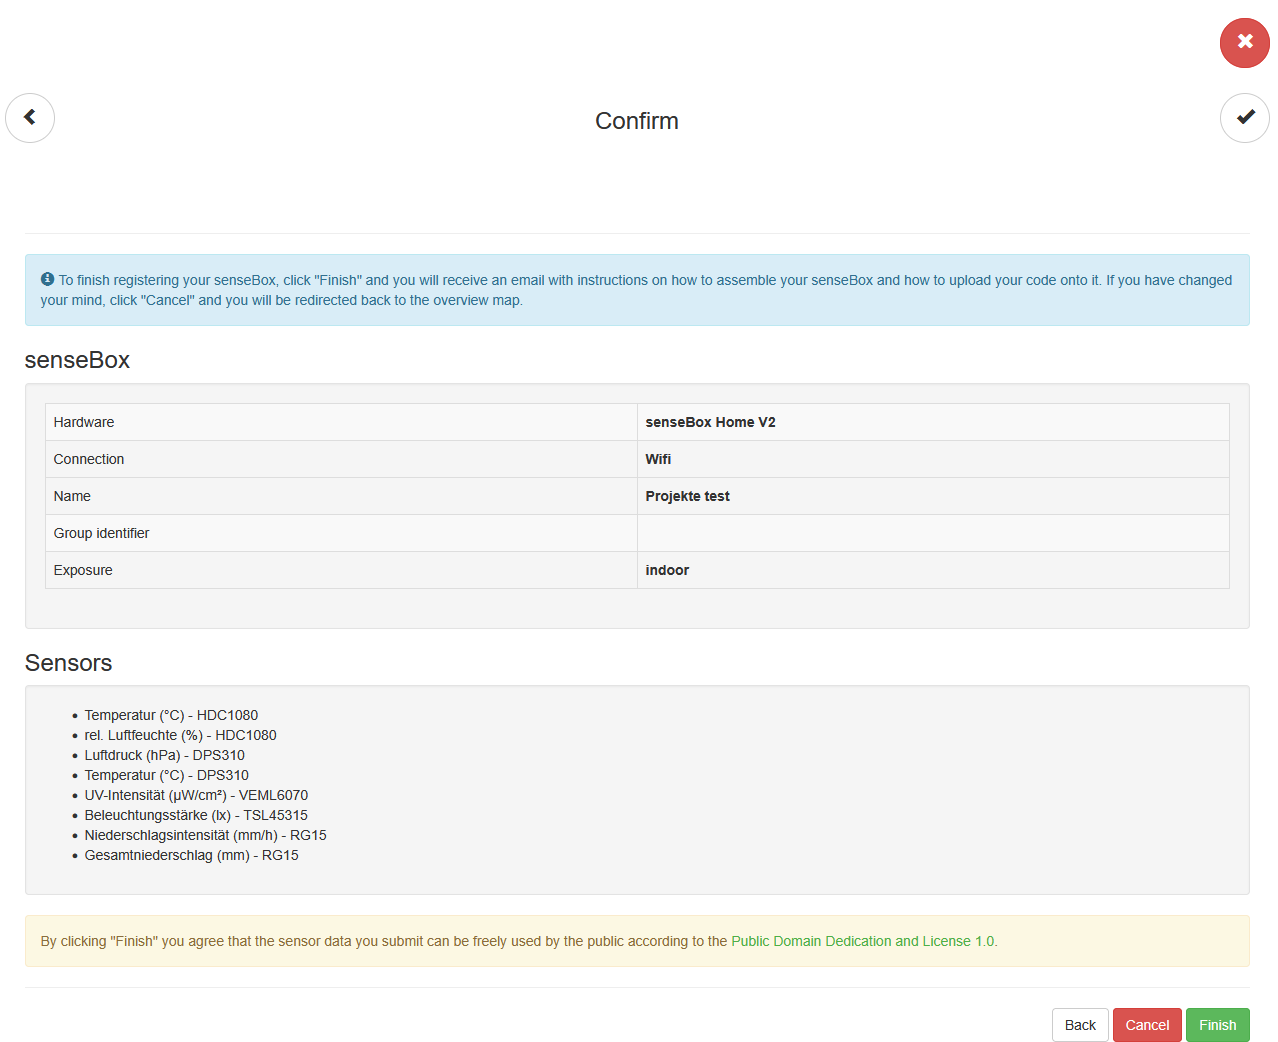 Confirm
To finish registering your senseBox, click "Finish" and you will receive an email with instructions on how to assemble your senseBox and how to upload your code onto it. If you have changed
your mind, click "Cancel" and you will be redirected back to the overview map.
senseBox
Hardware senseBox Home V2
Connection Wifi
Name Projekte test
Group identifier
Exposure indoor
Sensors
Temperatur (°C) - HDC1080
rel. Luftfeuchte (%) - HDC1080
Luftdruck (hPa) - DPS310
Temperatur (°C) - DPS310
UV-Intensität (μW/cm²) - VEML6070
Beleuchtungsstärke (lx) - TSL45315
Niederschlagsintensität (mm/h) - RG15
Gesamtniederschlag (mm) - RG15
By clicking "Finish" you agree that the sensor data you submit can be freely used by the public according to the Public Domain Dedication and License 1.0.
Back Cancel Finish